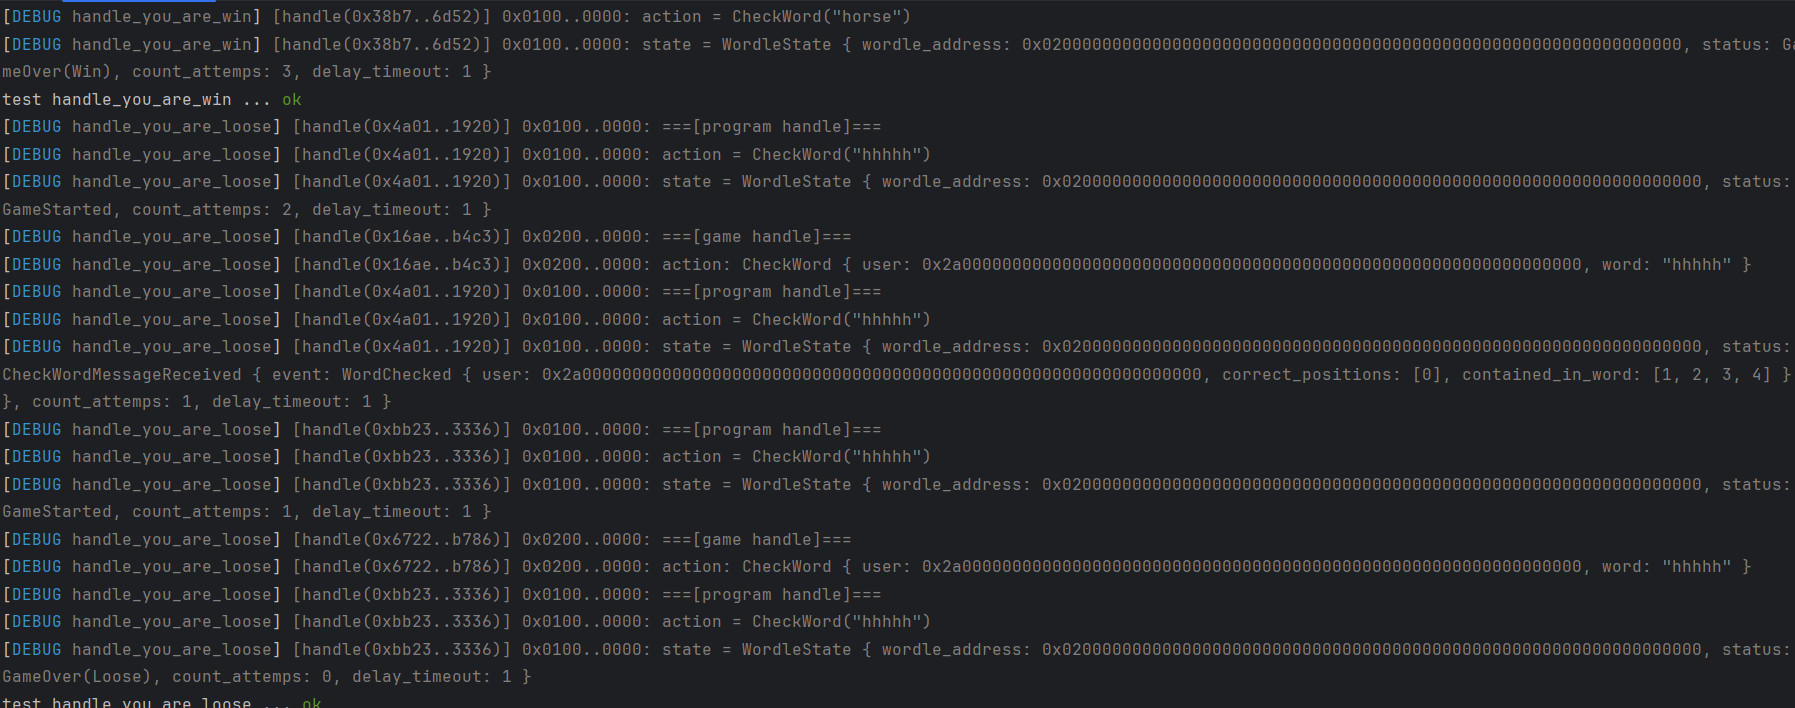 [DEBUG handle_you_are_win] [handle(0x38b7..6d52)] 0x0100..0000: action = CheckWord("horse")
[DEBUG handle_you_are_win] [handle(0x38b7..6d52)] 0x0100..0000: state = WordleState { wordle_address: 0x0200000000000000000000000000000000000000000000000000000000000000, status: Ga
meOver(Win), count_attemps: 3, delay_timeout: 1 }
test handle_you_are_win ... ok
[DEBUG handle_you_are_loose] [handle(0x4a01..1920)] 0x0100..0000: ===[program handle]===
[DEBUG handle_you_are_loose] [handle(0x4a01..1920)] 0x0100..0000: action = CheckWord("hhhhh")
[DEBUG handle_you_are_loose] [handle(0x4a01..1920)] 0x0100..0000: state = WordleState { wordle_address: 0x0200000000000000000000000000000000000000000000000000000000000000, status:
GameStarted, count_attemps: 2, delay_timeout: 1 }
[DEBUG handle_you_are_loose] [handle(0x16ae..b4c3)] 0x0200..0000: ===[game handle]===
[DEBUG handle_you_are_loose] [handle(0x16ae..b4c3)] 0x0200..0000: action: CheckWord { user: 0x2a00000000000000000000000000000000000000000000000000000000000000, word: "hhhhh" }
[DEBUG handle_you_are_loose] [handle(0x4a01..1920)] 0x0100..0000: ===[program handle]===
[DEBUG handle_you_are_loose] [handle(0x4a01..1920)] 0x0100..0000: action = CheckWord("hhhhh")
[DEBUG handle_you_are_loose] [handle(0x4a01..1920)] 0x0100..0000: state = WordleState { wordle_address: 0x0200000000000000000000000000000000000000000000000000000000000000, status:
CheckWordMessageReceived { event: WordChecked { user: 0x2a00000000000000000000000000000000000000000000000000000000000000, correct_positions: [0], contained_in_word: [1, 2, 3, 4] }
}, count_attemps: 1, delay_timeout: 1 }
[DEBUG handle_you_are_loose] [handle(0xbb23..3336)] 0x0100..0000: ===[program handle]===
[DEBUG handle_you_are_loose] [handle(0xbb23..3336)] 0x0100..0000: action = CheckWord("hhhhh")
[DEBUG handle_you_are_loose] [handle(0xbb23..3336)] 0x0100..0000: state = WordleState { wordle_address: 0x0200000000000000000000000000000000000000000000000000000000000000, status:
GameStarted, count_attemps: 1, delay_timeout: 1 }
[DEBUG handle_you_are_loose] [handle(0x6722..b786)] 0x0200..0000: ===[game handle]===
[DEBUG handle_you_are_loose] [handle(0x6722..b786)] 0x0200..0000: action: CheckWord { user: 0x2a00000000000000000000000000000000000000000000000000000000000000, word: "hhhhh" }
[DEBUG handle_you_are_loose] [handle(0xbb23..3336)] 0x0100..0000: ===[program handle]===
[DEBUG handle_you_are_loose] [handle(0xbb23..3336)] 0x0100..0000: action = CheckWord("hhhhh")
[DEBUG handle_you_are_loose] [handle(0xbb23..3336)] 0x0100..0000: state = WordleState { wordle_address: 0x0200000000000000000000000000000000000000000000000000000000000000, status:
GameOver(Loose), count_attemps: 0, delay_timeout: 1 }
test handle_you_are_loose ... ok